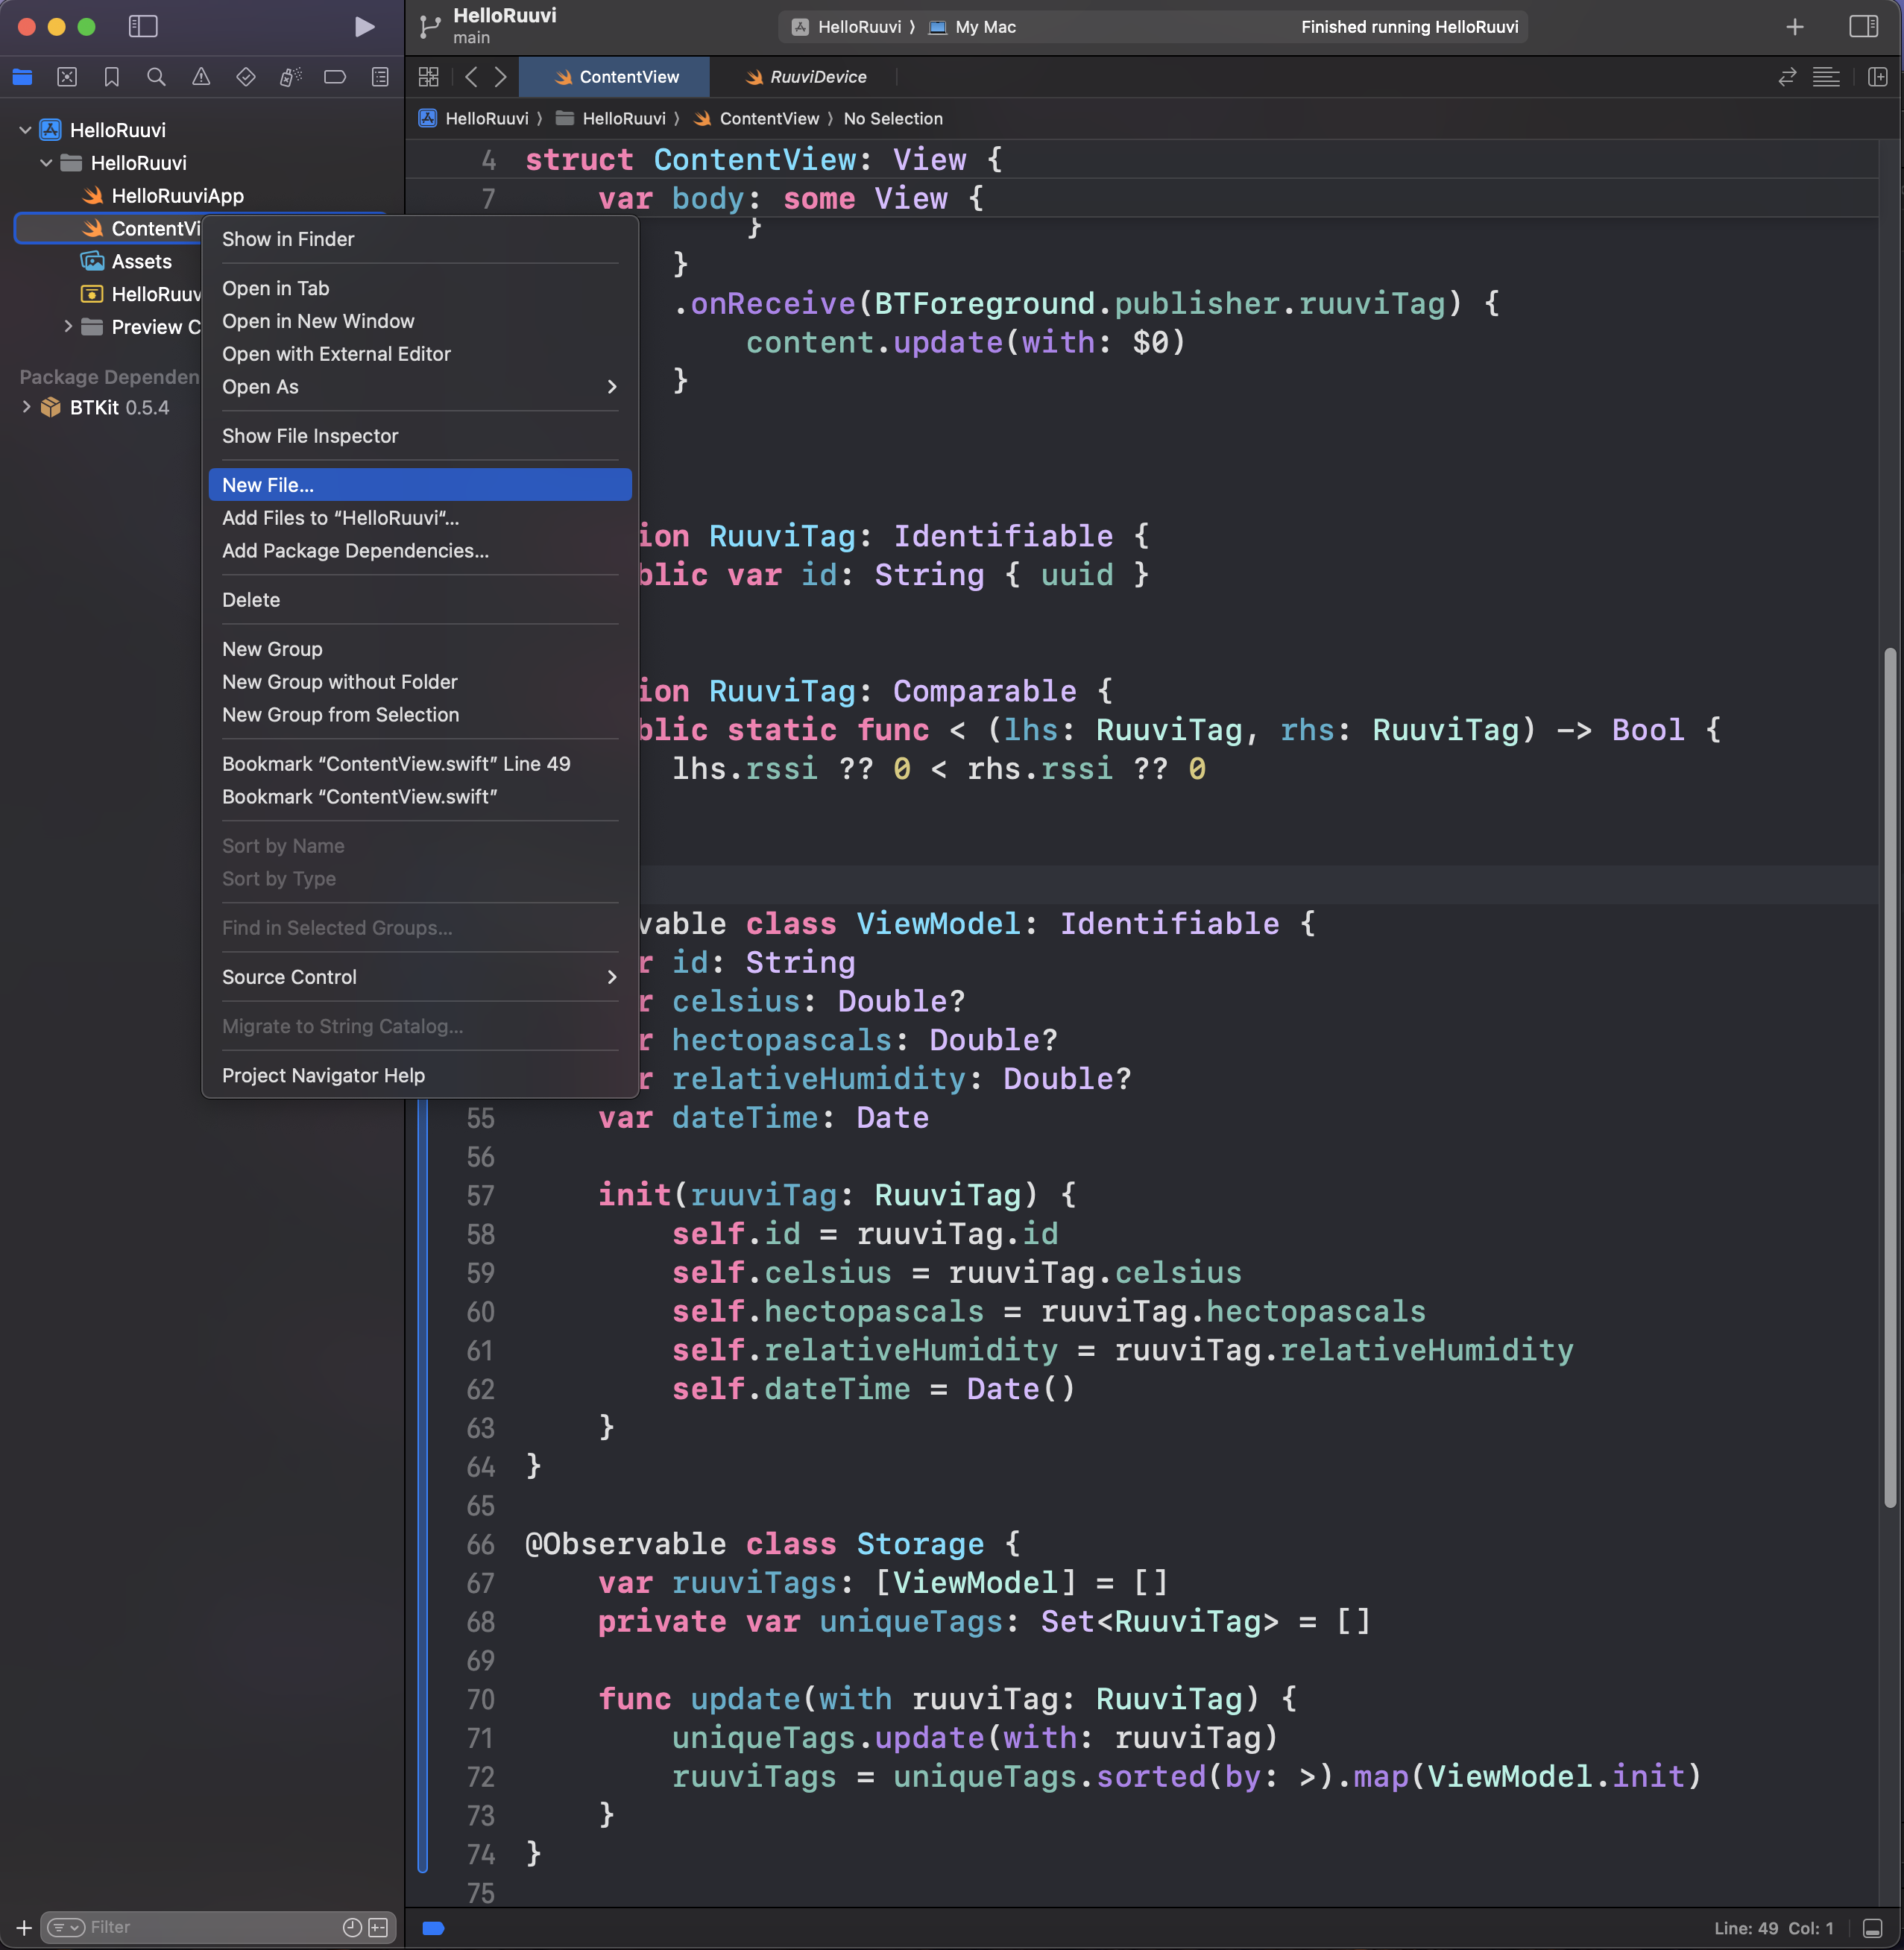 HelloRuuvi
main
HelloRuuvi 〉 My Mac
Finished running HelloRuuvi
ContentView
RuuviDevice
HelloRuuvi 〉 HelloRuuvi 〉 ContentView 〉 No Selection
HelloRuuvi
HelloRuuvi
HelloRuuviApp
ContentVi
Assets
HelloRuuv
Preview C
Package Dependen
BTKit 0.5.4
Show in Finder
Open in Tab
Open in New Window
Open with External Editor
Open As
Show File Inspector
New File...
Add Files to “HelloRuuvi“...
Add Package Dependencies...
Delete
New Group
New Group without Folder
New Group from Selection
Bookmark “ContentView.swift” Line 49
Bookmark “ContentView.swift”
Sort by Name
Sort by Type
Find in Selected Groups...
Source Control
Migrate to String Catalog...
Project Navigator Help
4 struct ContentView: View {
7 var body: some View {
}
}
.onReceive(BTForeground.publisher.ruuviTag) {
content.update(with: $0)
}
ion RuuviTag: Identifiable {
blic var id: String { uuid }
ion RuuviTag: Comparable {
blic static func < (lhs: RuuviTag, rhs: RuuviTag) -> Bool {
lhs.rssi ?? 0 < rhs.rssi ?? 0
vable class ViewModel: Identifiable {
r id: String
r celsius: Double?
r hectopascals: Double?
r relativeHumidity: Double?
55 var dateTime: Date
56
57 init(ruuviTag: RuuviTag) {
58 self.id = ruuviTag.id
59 self.celsius = ruuviTag.celsius
60 self.hectopascals = ruuviTag.hectopascals
61 self.relativeHumidity = ruuviTag.relativeHumidity
62 self.dateTime = Date()
63 }
64 }
65
66 @Observable class Storage {
67 var ruuviTags: [ViewModel] = []
68 private var uniqueTags: Set<RuuviTag> = []
69
70 func update(with ruuviTag: RuuviTag) {
71 uniqueTags.update(with: ruuviTag)
72 ruuviTags = uniqueTags.sorted(by: >).map(ViewModel.init)
73 }
74 }
75
Filter
Line: 49 Col: 1